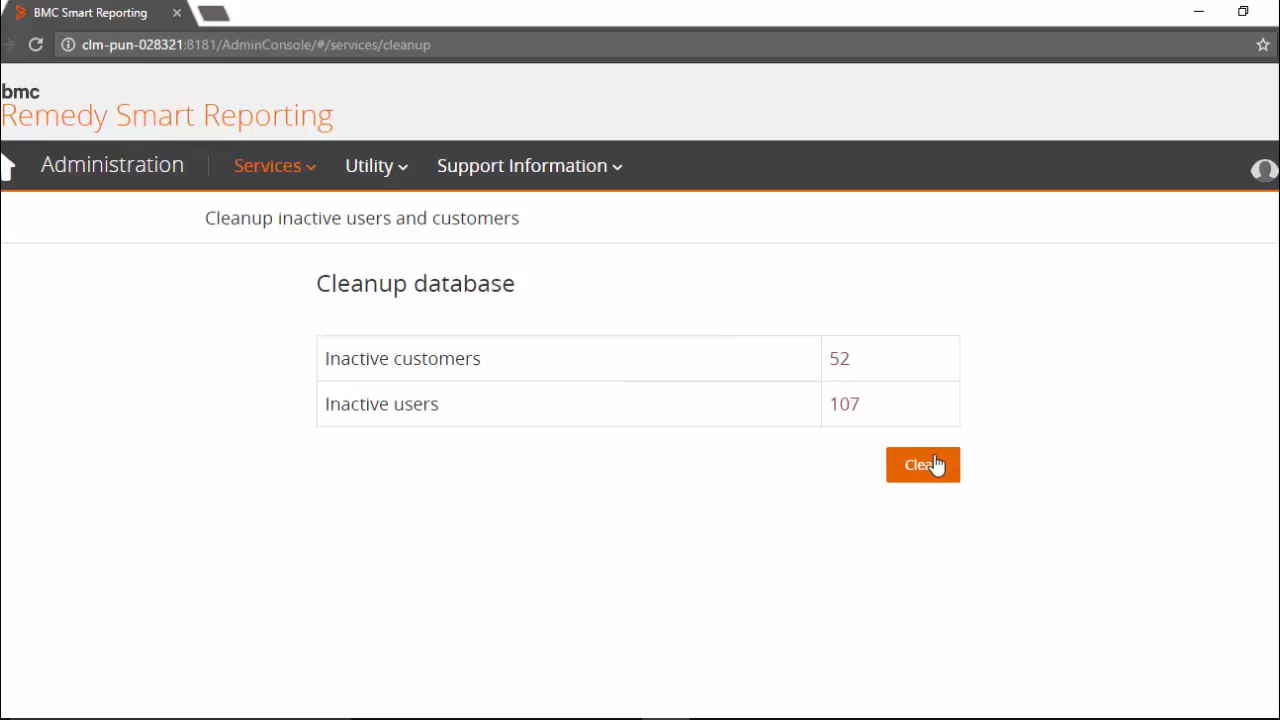 BMC Smart Reporting
clm-pun-028321:8181/AdminConsole/#/services/cleanup
bmc
Remedy Smart Reporting
Administration Services Utility Support Information
Cleanup inactive users and customers
Cleanup database
Inactive customers 52
Inactive users 107